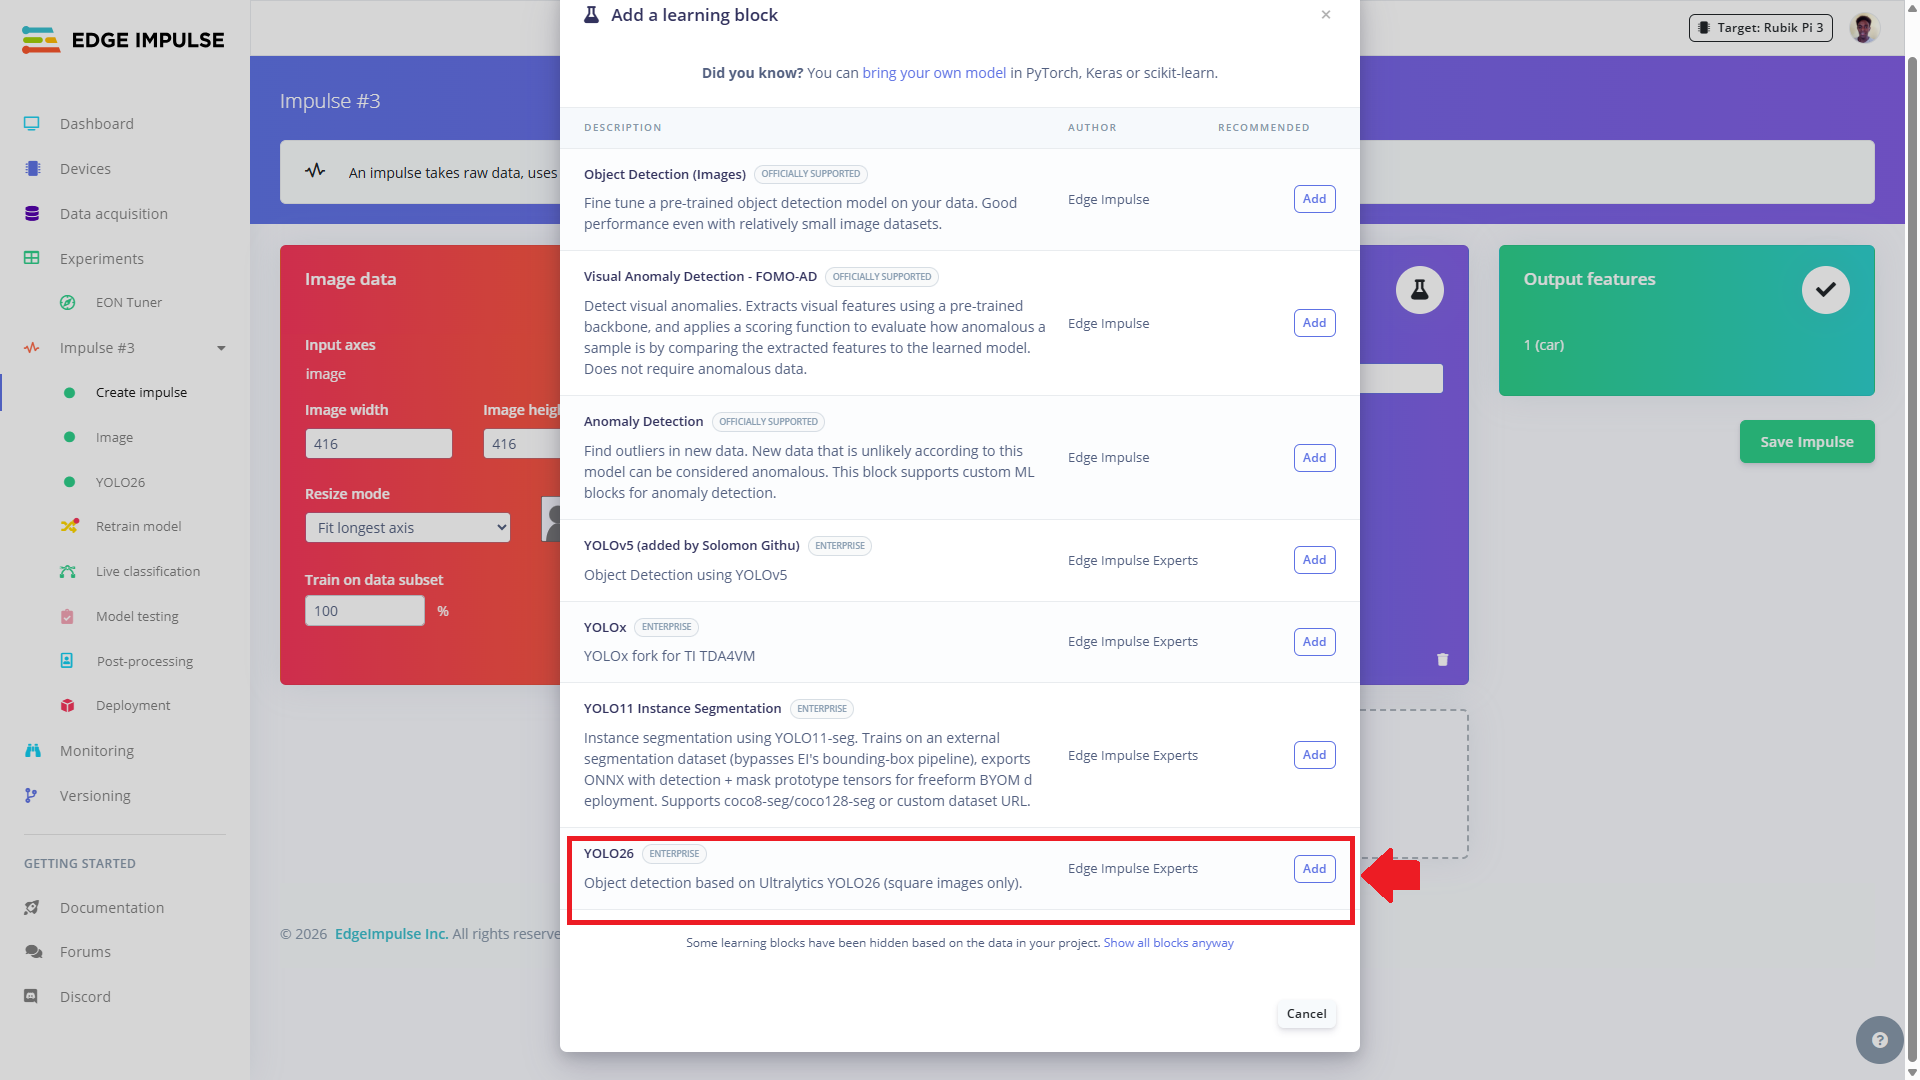 EDGE IMPULSE
Dashboard
Devices
Data acquisition
Experiments
EON Tuner
Impulse #3
Create impulse
Image
YOLO26
Retrain model
Live classification
Model testing
Post-processing
Deployment
Monitoring
Versioning
GETTING STARTED
Documentation
Forums
Discord
Target: Rubik Pi 3
Impulse #3
An impulse takes raw data, uses
Image data
Input axes
image
Image width
Image heig
416
416
Resize mode
Fit longest axis
Train on data subset
100
%
© 2026 EdgeImpulse Inc. All rights reserve
Add a learning block
×
Did you know? You can bring your own model in PyTorch, Keras or scikit-learn.
DESCRIPTION AUTHOR RECOMMENDED
Object Detection (Images) OFFICIALLY SUPPORTED
Fine tune a pre-trained object detection model on your data. Good
performance even with relatively small image datasets.
Edge Impulse
Add
Visual Anomaly Detection - FOMO-AD OFFICIALLY SUPPORTED
Detect visual anomalies. Extracts visual features using a pre-trained
backbone, and applies a scoring function to evaluate how anomalous a
sample is by comparing the extracted features to the learned model.
Does not require anomalous data.
Edge Impulse
Add
Anomaly Detection OFFICIALLY SUPPORTED
Find outliers in new data. New data that is unlikely according to this
model can be considered anomalous. This block supports custom ML
blocks for anomaly detection.
Edge Impulse
Add
YOLOv5 (added by Solomon Githu) ENTERPRISE
Object Detection using YOLOv5
Edge Impulse Experts
Add
YOLOx ENTERPRISE
YOLOx fork for TI TDA4VM
Edge Impulse Experts
Add
YOLO11 Instance Segmentation ENTERPRISE
Instance segmentation using YOLO11-seg. Trains on an external
segmentation dataset (bypasses EI's bounding-box pipeline), exports
ONNX with detection + mask prototype tensors for freeform BYOM d
eployment. Supports coco8-seg/coco128-seg or custom dataset URL.
Edge Impulse Experts
Add
YOLO26 ENTERPRISE
Object detection based on Ultralytics YOLO26 (square images only).
Edge Impulse Experts
Add
Some learning blocks have been hidden based on the data in your project. Show all blocks anyway
Cancel
Output features
1 (car)
Save Impulse
?